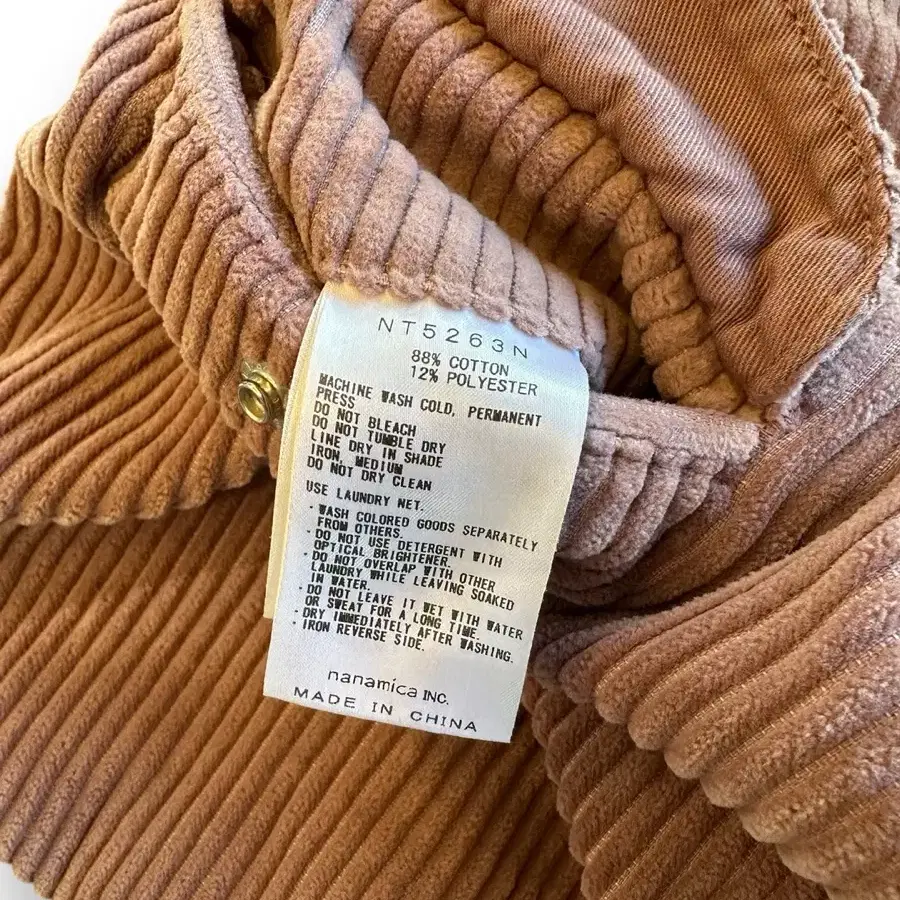 NT5263N
88% COTTON
12% POLYESTER
MACHINE WASH COLD, PERMANENT
PRESS
DO NOT BLEACH
DO NOT TUMBLE DRY
LINE DRY IN SHADE
IRON, MEDIUM
DO NOT DRY CLEAN
USE LAUNDRY NET.
・WASH COLORED GOODS SEPARATELY
FROM OTHERS.
・DO NOT USE DETERGENT WITH
OPTICAL BRIGHTENER.
・DO NOT OVERLAP WITH OTHER
LAUNDRY WHILE LEAVING SOAKED
IN WATER.
・DO NOT LEAVE IT WET WITH WATER
OR SWEAT FOR A LONG TIME.
・DRY IMMEDIATELY AFTER WASHING.
・IRON REVERSE SIDE.
nanamica INC.
MADE IN CHINA